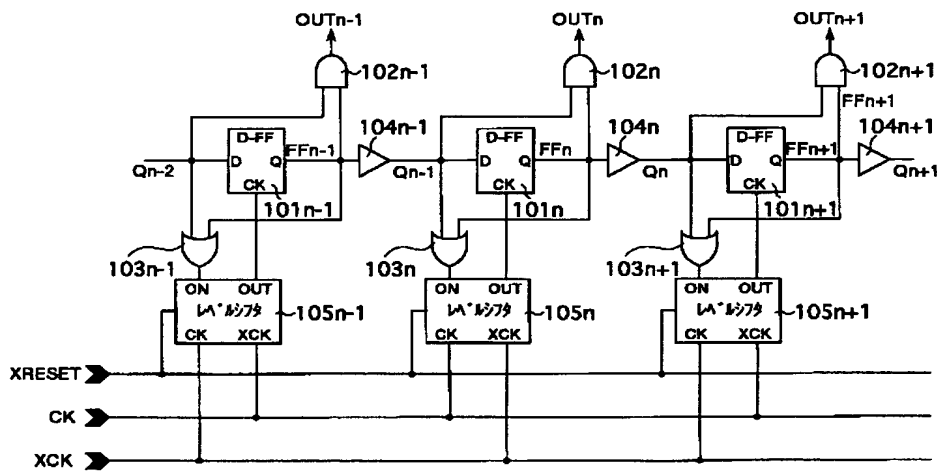 OUTn-1 OUTn OUTn+1
102n-1 102n 102n+1
FFn+1
D-FF 104n-1 D-FF 104n D-FF 104n+1
D Q FFn-1 D Q FFn D Q FFn+1
Qn-2 CK Qn-1 CK Qn CK Qn+1
101n-1 101n 101n+1
103n-1 103n 103n+1
ON OUT ON OUT ON OUT
レベルシフタ 105n-1 レベルシフタ 105n レベルシフタ 105n+1
CK XCK CK XCK CK XCK
XRESET
CK
XCK